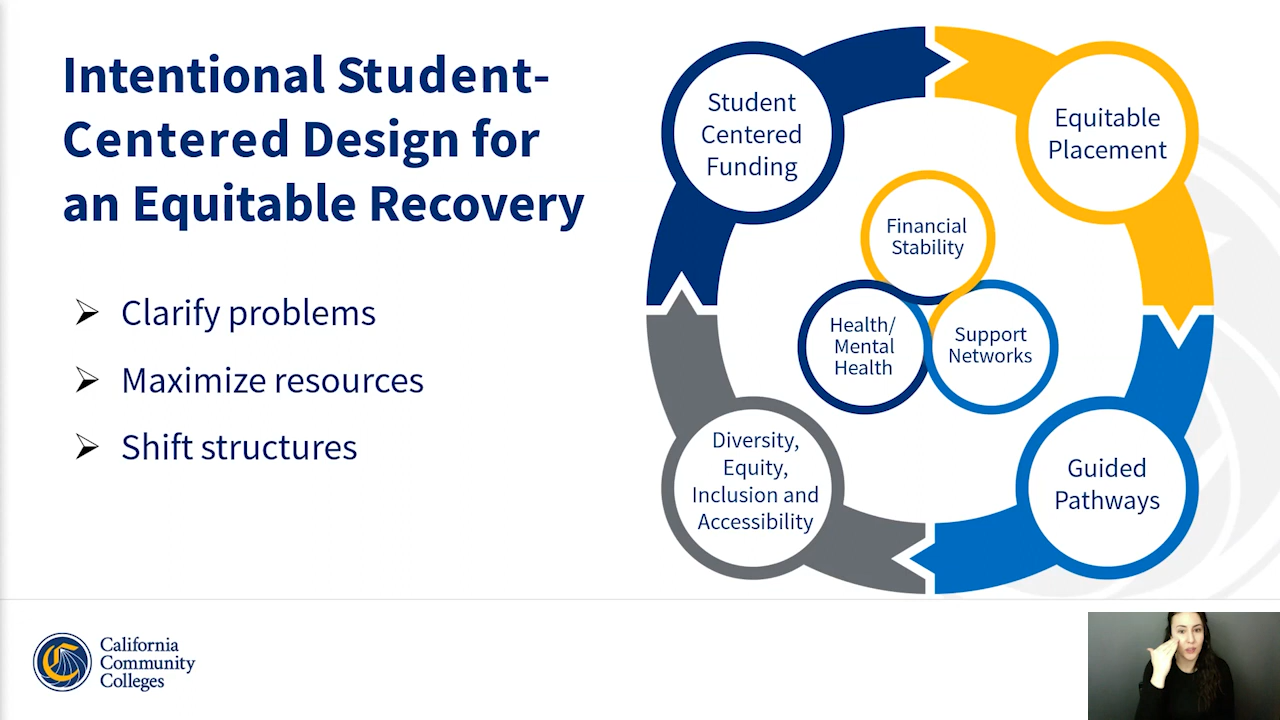 Intentional Student-
Centered Design for
an Equitable Recovery
Clarify problems
Maximize resources
Shift structures
Student
Centered
Funding
Equitable
Placement
Financial
Stability
Health/
Mental
Health
Support
Networks
Diversity,
Equity,
Inclusion and
Accessibility
Guided
Pathways
California
Community
Colleges